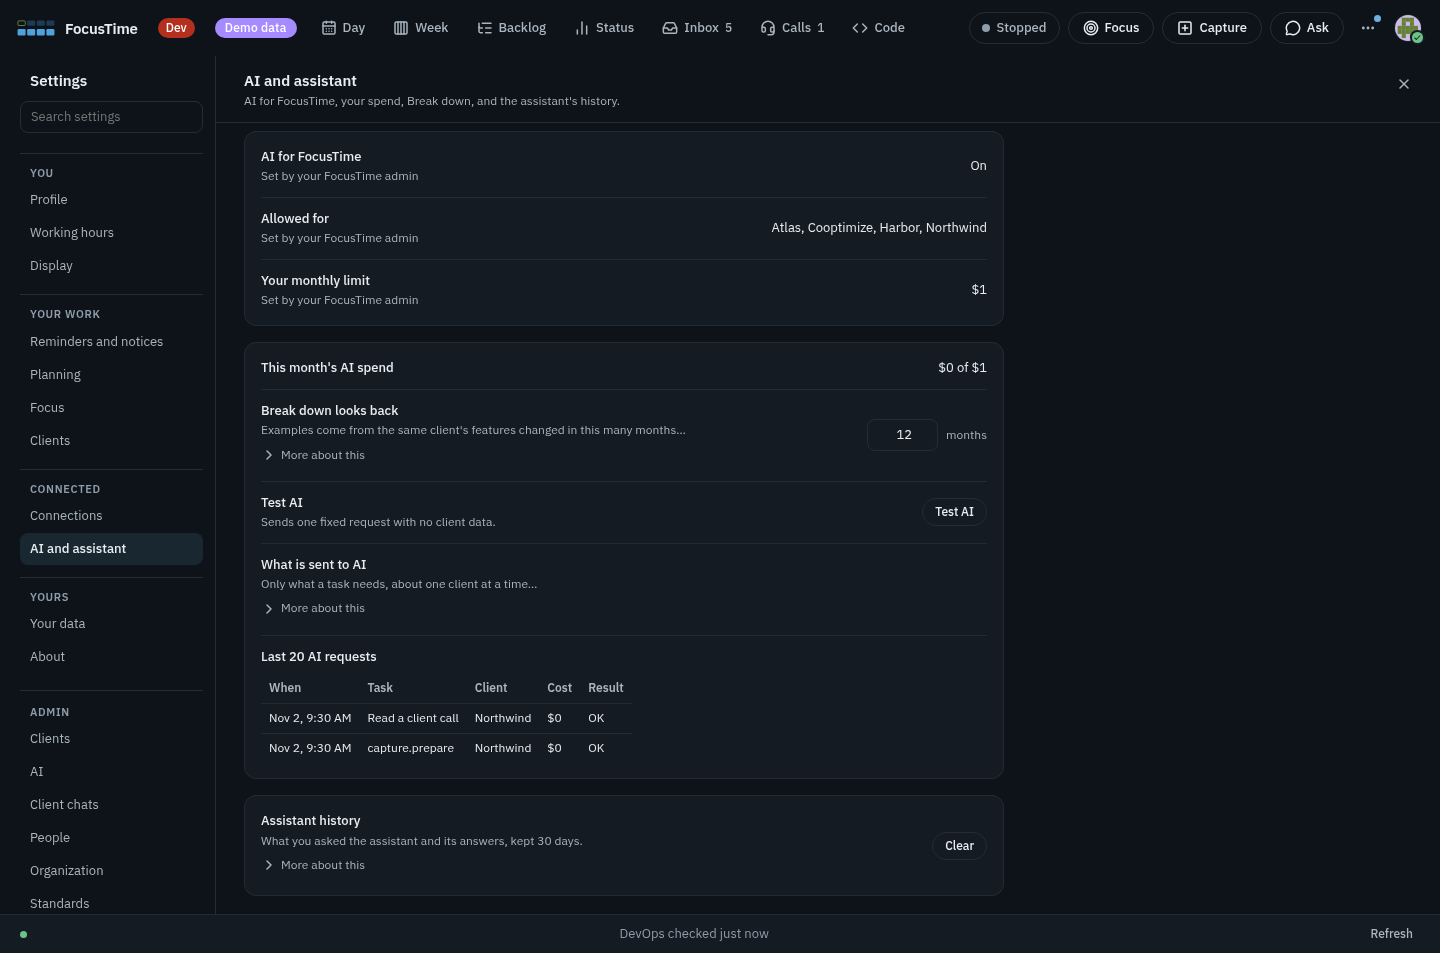 FocusTime
Dev
Demo data
Day
Week
Backlog
Status
Inbox 5
Calls 1
Code
Stopped
Focus
Capture
Ask
Settings
Search settings
YOU
Profile
Working hours
Display
YOUR WORK
Reminders and notices
Planning
Focus
Clients
CONNECTED
Connections
AI and assistant
YOURS
Your data
About
ADMIN
Clients
AI
Client chats
People
Organization
Standards
AI and assistant
AI for FocusTime, your spend, Break down, and the assistant's history.
AI for FocusTime
Set by your FocusTime admin
On
Allowed for
Set by your FocusTime admin
Atlas, Cooptimize, Harbor, Northwind
Your monthly limit
Set by your FocusTime admin
$1
This month's AI spend
$0 of $1
Break down looks back
Examples come from the same client's features changed in this many months...
More about this
12 months
Test AI
Sends one fixed request with no client data.
Test AI
What is sent to AI
Only what a task needs, about one client at a time...
More about this
Last 20 AI requests
When Task Client Cost Result
Nov 2, 9:30 AM Read a client call Northwind $0 OK
Nov 2, 9:30 AM capture.prepare Northwind $0 OK
Assistant history
What you asked the assistant and its answers, kept 30 days.
More about this
Clear
DevOps checked just now
Refresh